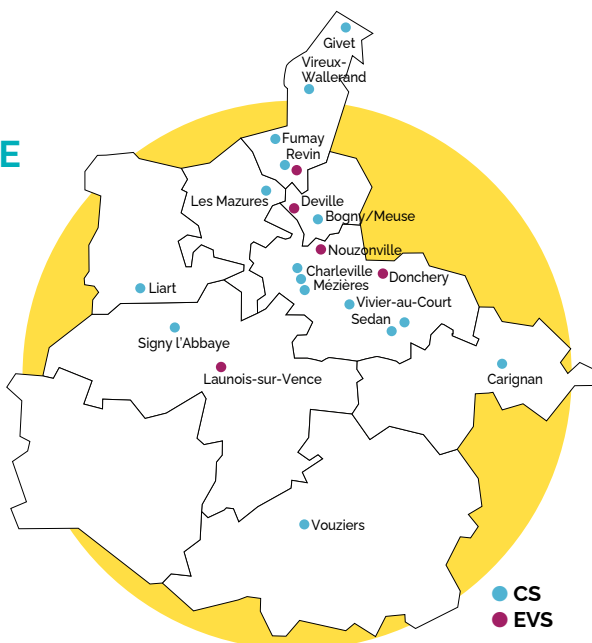 Givet
Vireux-
Wallerand
E
Fumay
Revin
Les Mazures
Deville
Bogny/Meuse
Nouzonville
Charleville
Mézières
Donchery
Liart
Vivier-au-Court
Sedan
Signy l'Abbaye
Launois-sur-Vence
Carignan
Vouziers
CS
EVS